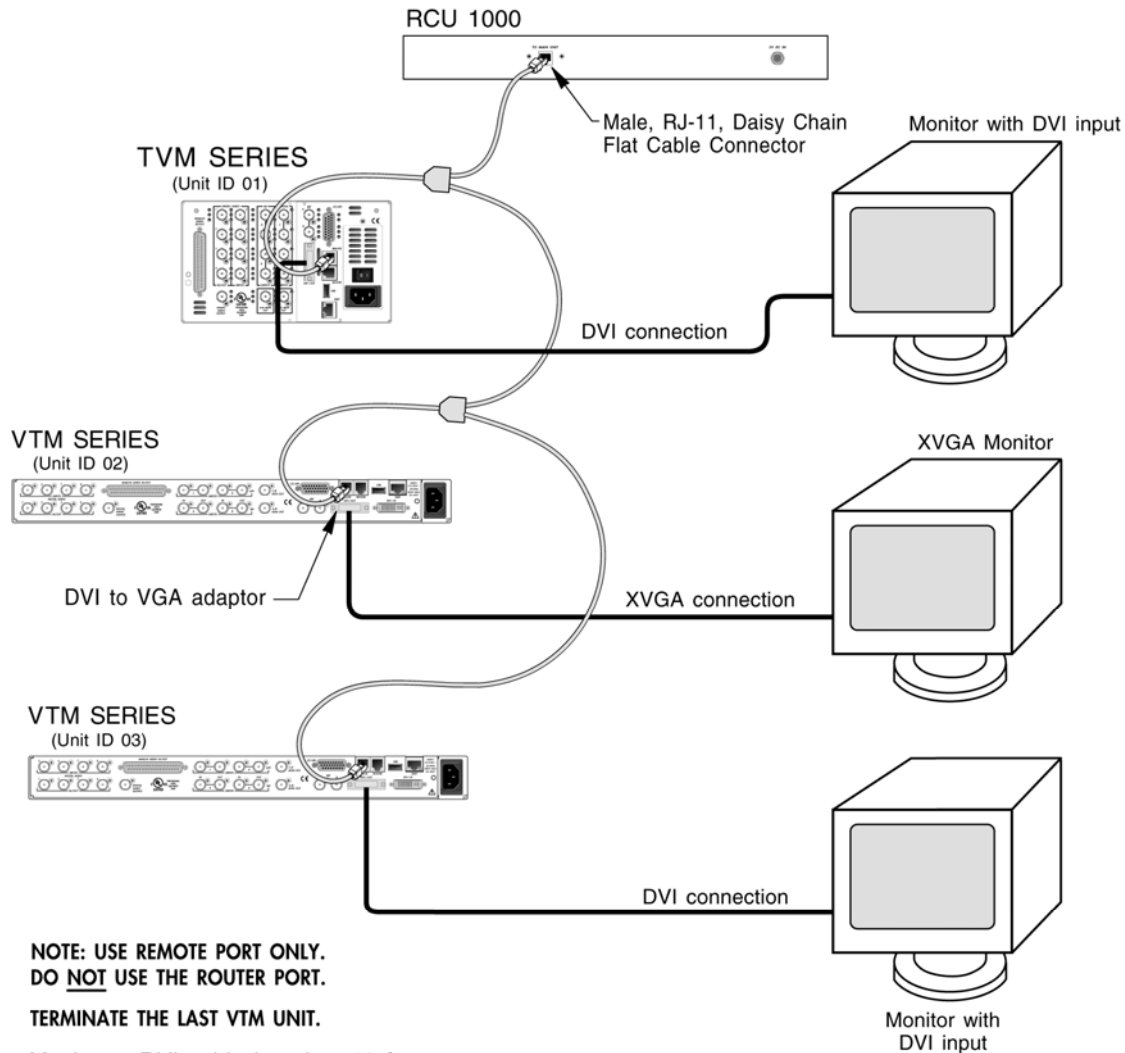 RCU 1000
TO MAIN UNIT
Male, RJ-11, Daisy Chain
Flat Cable Connector
Monitor with DVI input
TVM SERIES
(Unit ID 01)
DVI connection
VTM SERIES
(Unit ID 02)
XVGA Monitor
DVI to VGA adaptor
XVGA connection
VTM SERIES
(Unit ID 03)
DVI connection
NOTE: USE REMOTE PORT ONLY.
DO NOT USE THE ROUTER PORT.
TERMINATE THE LAST VTM UNIT.
Monitor with
DVI input